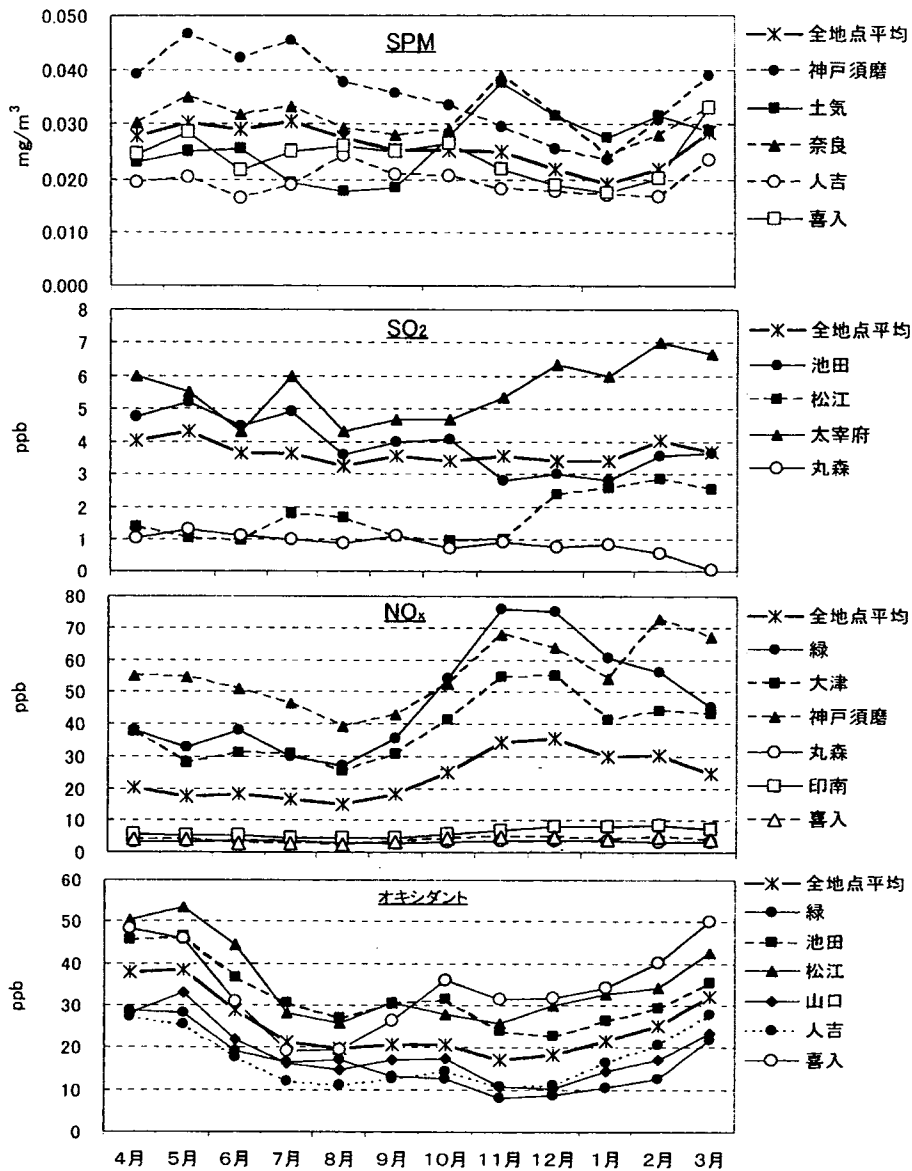 SPM
mg/m³
0.050
0.040
0.030
0.020
0.010
0.000
全地点平均
神戸須磨
土気
奈良
人吉
喜入
SO₂
ppb
8
7
6
5
4
3
2
1
0
全地点平均
池田
松江
太宰府
丸森
NOₓ
ppb
80
70
60
50
40
30
20
10
0
全地点平均
緑
大津
神戸須磨
丸森
印南
喜入
オキシダント
ppb
60
50
40
30
20
10
0
全地点平均
緑
池田
松江
山口
人吉
喜入
4月 5月 6月 7月 8月 9月 10月 11月 12月 1月 2月 3月